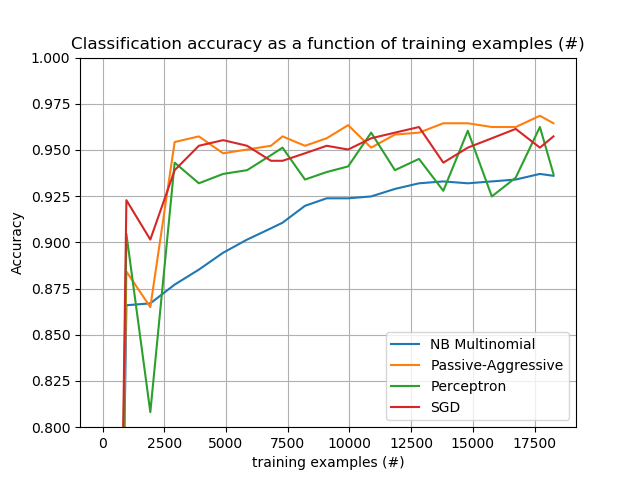 Classification accuracy as a function of training examples (#)
1.000
0.975
0.950
0.925
0.900
0.875
0.850
0.825
0.800
Accuracy
NB Multinomial
Passive-Aggressive
Perceptron
SGD
0 2500 5000 7500 10000 12500 15000 17500
training examples (#)